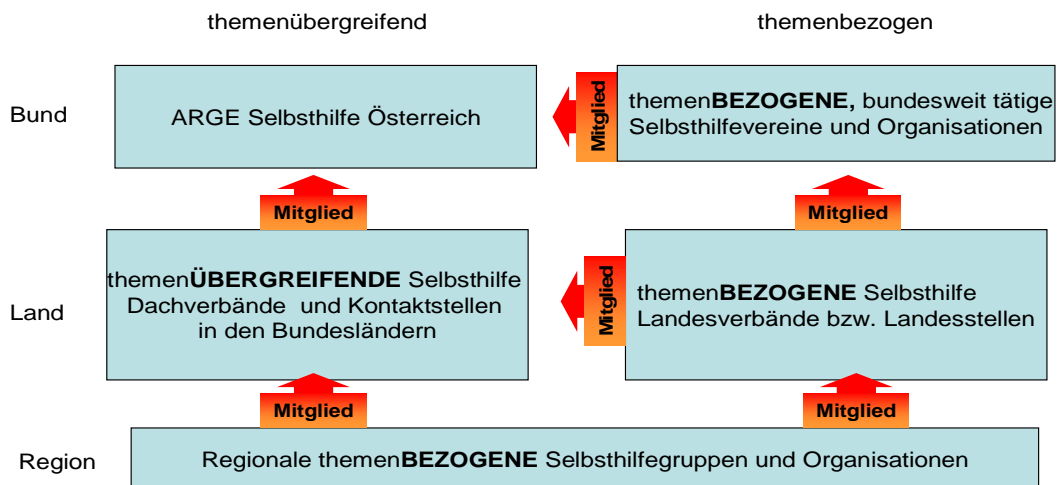 themenübergreifend
themenbezogen
Bund
ARGE Selbsthilfe Österreich
Mitglied
themenBEZOGENE, bundesweit tätige
Selbsthilfevereine und Organisationen
Mitglied
Mitglied
Land
themenÜBERGREIFENDE Selbsthilfe
Dachverbände und Kontaktstellen
in den Bundesländern
Mitglied
themenBEZOGENE Selbsthilfe
Landesverbände bzw. Landesstellen
Mitglied
Mitglied
Region
Regionale themenBEZOGENE Selbsthilfegruppen und Organisationen